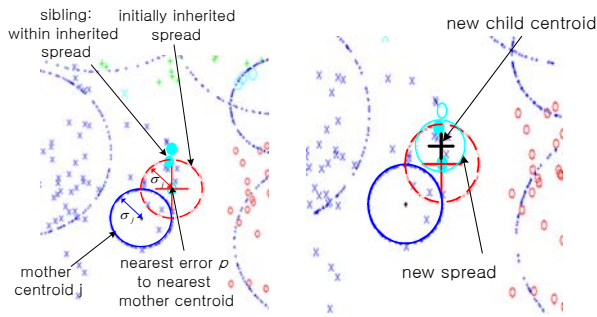 sibling:
within inherited
spread
initially inherited
spread
σ
σ j
mother
centroid j
nearest error p
to nearest
mother centroid
new child centroid
new spread